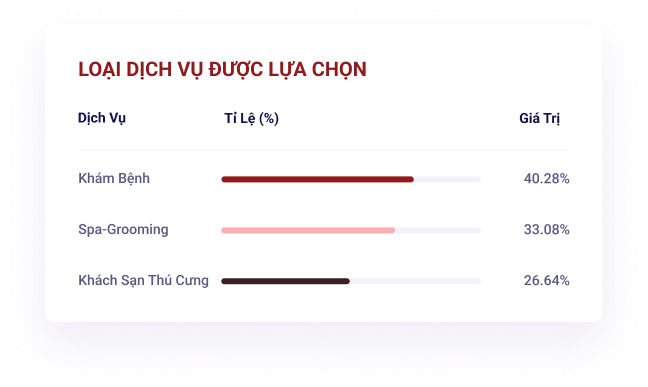 LOẠI DỊCH VỤ ĐƯỢC LỰA CHỌN
Dịch Vụ Tỉ Lệ (%) Giá Trị
Khám Bệnh 40.28%
Spa-Grooming 33.08%
Khách Sạn Thú Cưng 26.64%